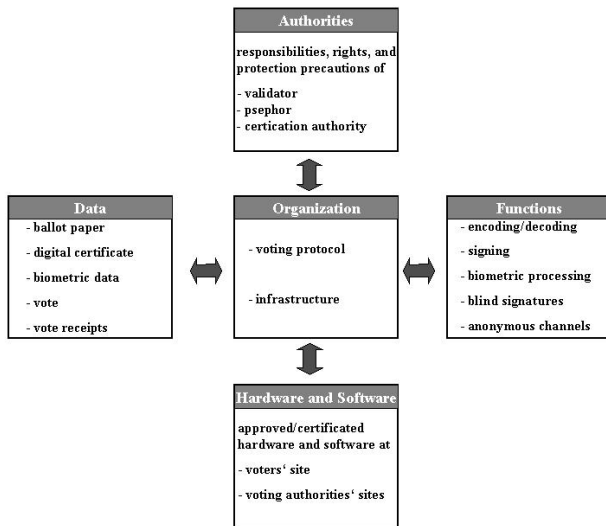 Authorities
responsibilities, rights, and
protection precautions of
- validator
- psephor
- certication authority
Data
- ballot paper
- digital certificate
- biometric data
- vote
- vote receipts
Organization
- voting protocol
- infrastructure
Functions
- encoding/decoding
- signing
- biometric processing
- blind signatures
- anonymous channels
Hardware and Software
approved/certificated
hardware and software at
- voters‘ site
- voting authorities‘ sites